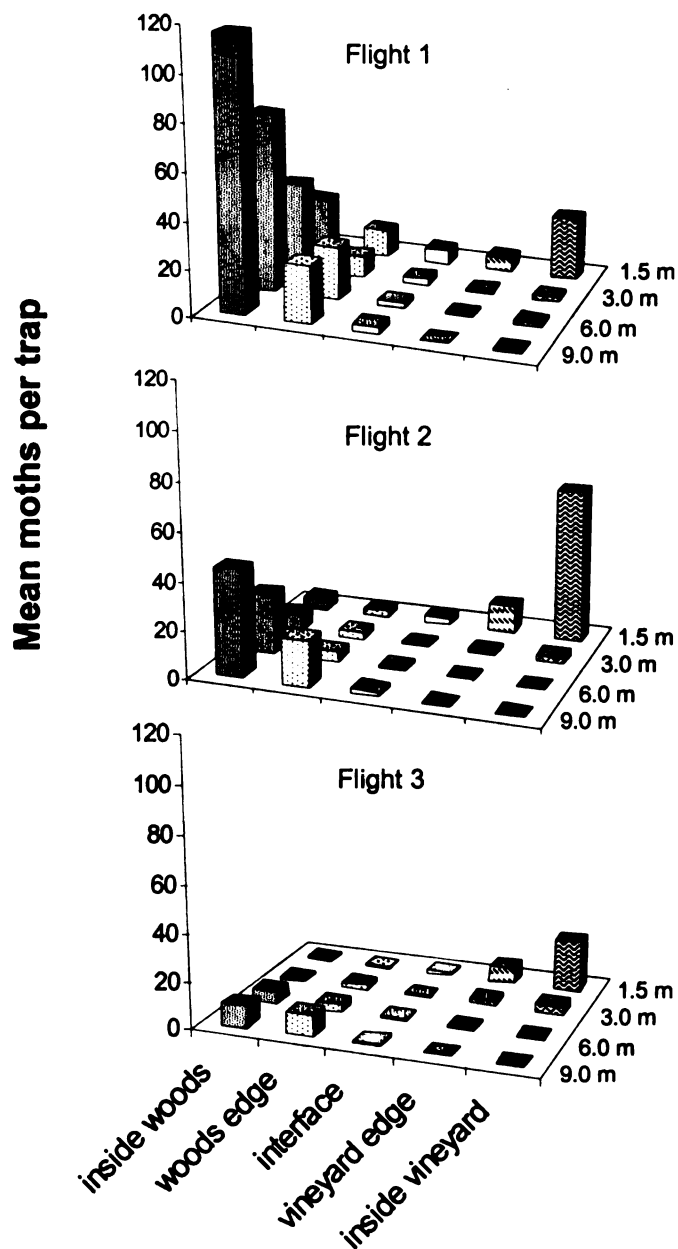 Mean moths per trap
Flight 1
120
100
80
60
40
20
0
1.5 m
3.0 m
6.0 m
9.0 m
Flight 2
120
100
80
60
40
20
0
1.5 m
3.0 m
6.0 m
9.0 m
Flight 3
120
100
80
60
40
20
0
1.5 m
3.0 m
6.0 m
9.0 m
inside woods
woods edge
interface
vineyard edge
inside vineyard